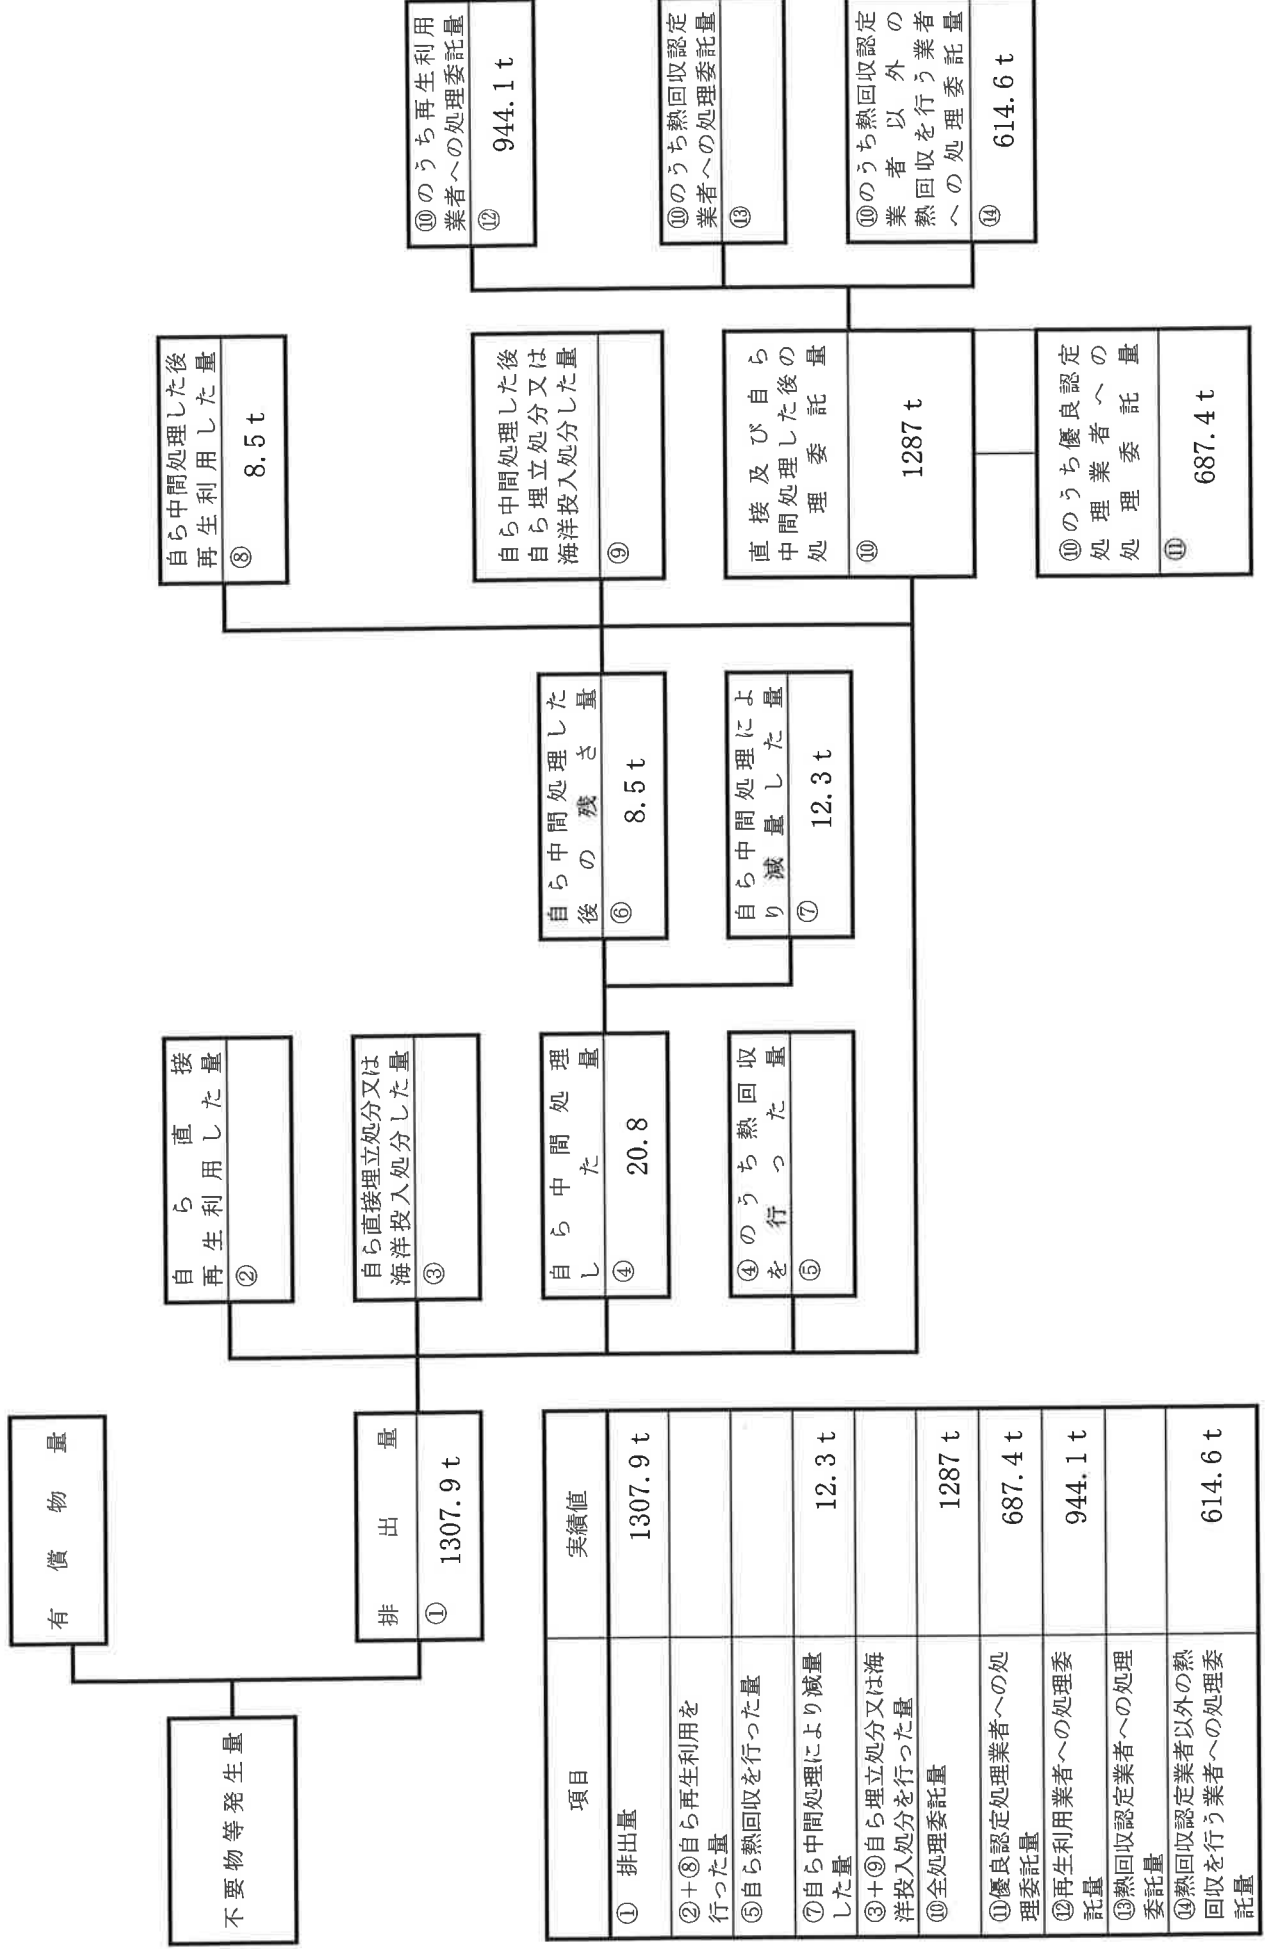 不要物等発生量
有償物量
排出量
① 1307.9t
自ら直接
再生利用した量
②
自ら直接埋立処分又は
海洋投入処分した量
③
自ら中間処理
した量
④ 20.8
④のうち熱回収
を行った量
⑤
自ら中間処理した
後の残さ量
⑥ 8.5t
自ら中間処理によ
り減量した量
⑦ 12.3t
自ら中間処理した後
再生利用した量
⑧ 8.5t
自ら中間処理した後
自ら埋立処分又は
海洋投入処分した量
⑨
直接及び自ら
中間処理した後の
処理委託量
⑩ 1287t
⑩のうち優良認定
処理業者への
処理委託量
⑪ 687.4t
⑩のうち再生利用
業者への処理委託量
⑫ 944.1t
⑩のうち熱回収認定
業者への処理委託量
⑬
⑩のうち熱回収認定
業者以外の
熱回収を行う業者
への処理委託量
⑭ 614.6t
項目 実績値
① 排出量 1307.9t
②+⑧自ら再生利用を
行った量
⑤自ら熱回収を行った量
⑦自ら中間処理により減量
した量 12.3t
③+⑨自ら埋立処分又は海
洋投入処分を行った量
⑩全処理委託量 1287t
⑪優良認定処理業者への処
理委託量 687.4t
⑫再生利用業者への処理委
託量 944.1t
⑬熱回収認定業者への処理
委託量
⑭熱回収認定業者以外の熱
回収を行う業者への処理委
託量 614.6t